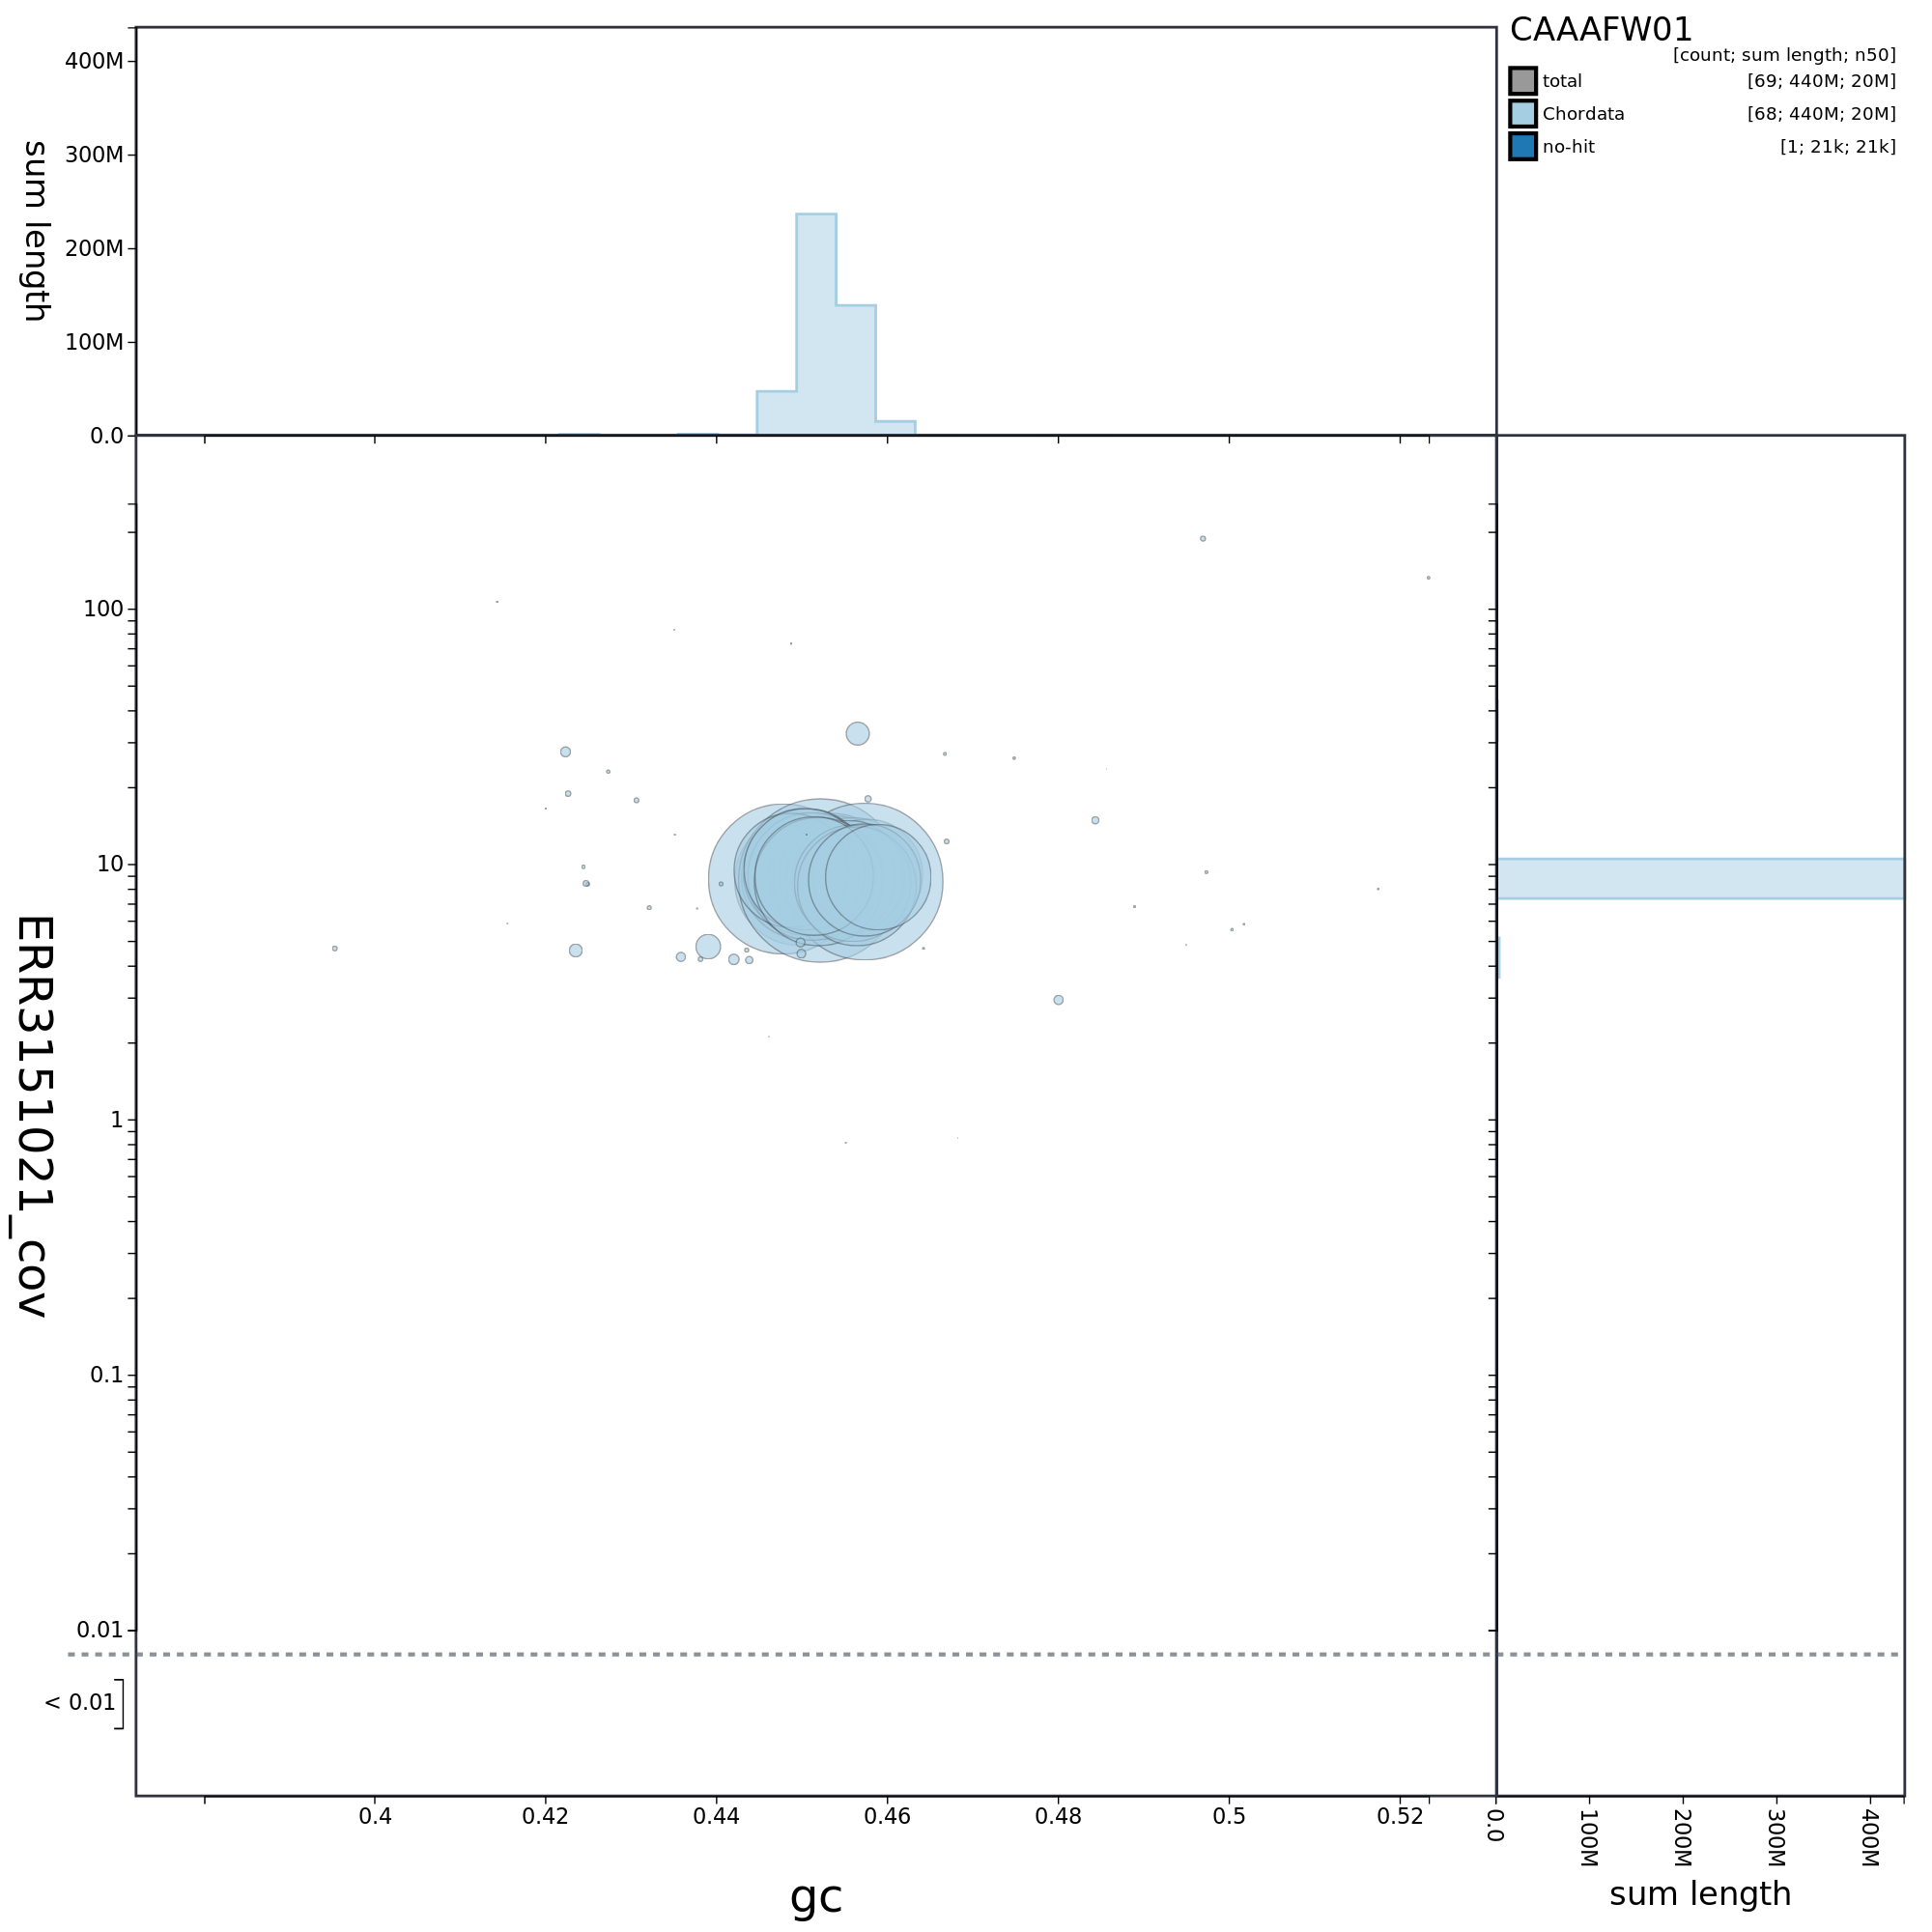 CAAAFW01
[count; sum length; n50]
total [69; 440M; 20M]
Chordata [68; 440M; 20M]
no-hit [1; 21k; 21k]
sum length
400M
300M
200M
100M
0.0
ERR3151021_cov
100
10
1
0.1
0.01
< 0.01
0.4 0.42 0.44 0.46 0.48 0.5 0.52
gc
0.0 100M 200M 300M 400M
sum length